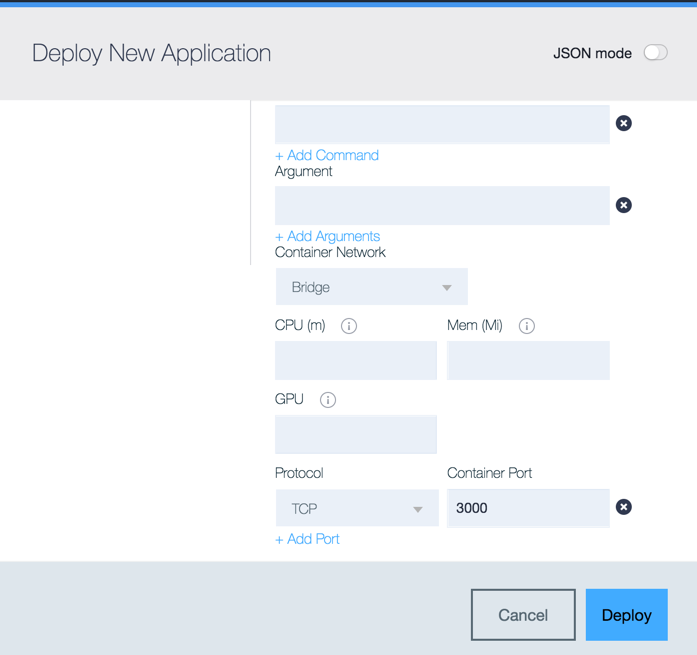 Deploy New Application
JSON mode
+ Add Command
Argument
+ Add Arguments
Container Network
Bridge
CPU (m)
Mem (Mi)
GPU
Protocol
Container Port
TCP
3000
+ Add Port
Cancel
Deploy